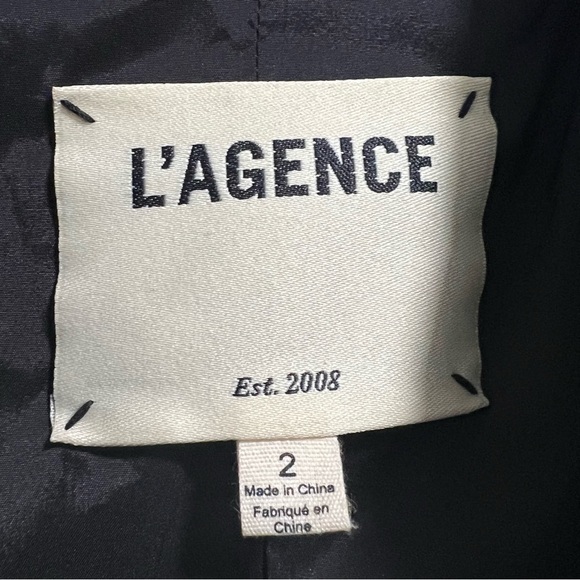 L'AGENCE
Est. 2008
2
Made in China
Fabriqué en
Chine